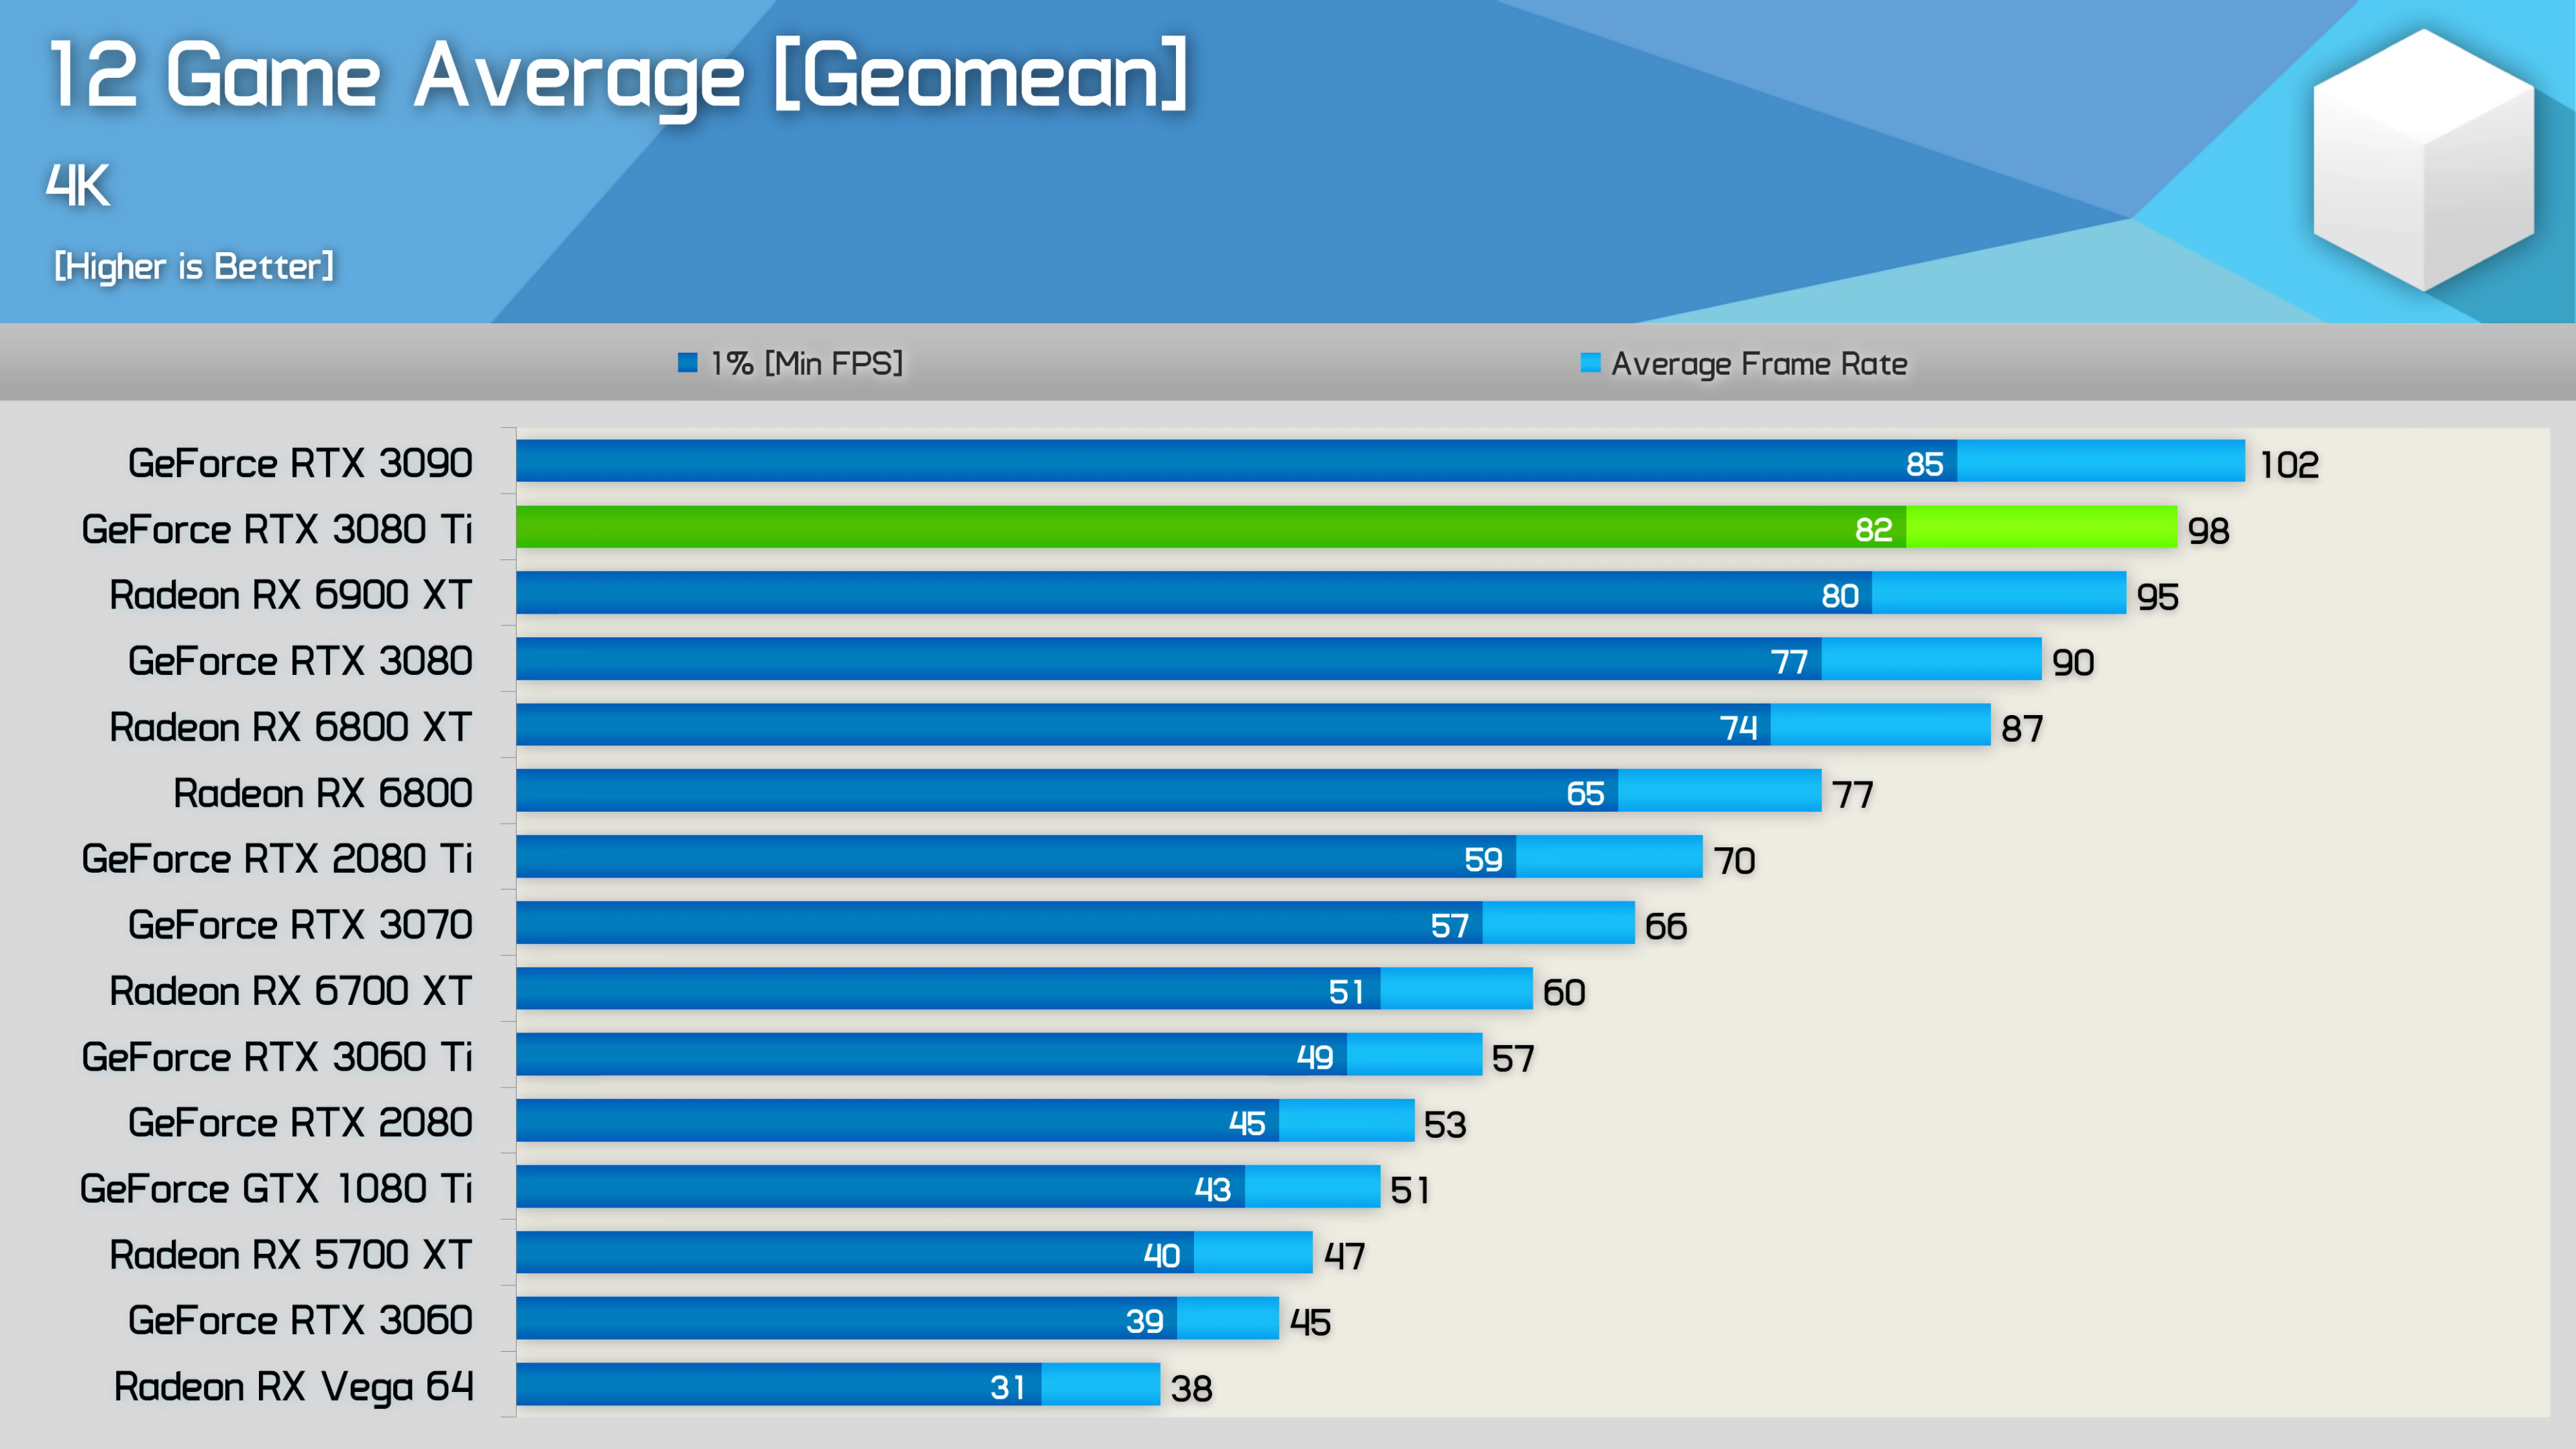 12 Game Average [Geomean]
4K
[Higher is Better]
1% [Min FPS] Average Frame Rate
GeForce RTX 3090 85 102
GeForce RTX 3080 Ti 82 98
Radeon RX 6900 XT 80 95
GeForce RTX 3080 77 90
Radeon RX 6800 XT 74 87
Radeon RX 6800 65 77
GeForce RTX 2080 Ti 59 70
GeForce RTX 3070 57 66
Radeon RX 6700 XT 51 60
GeForce RTX 3060 Ti 49 57
GeForce RTX 2080 45 53
GeForce GTX 1080 Ti 43 51
Radeon RX 5700 XT 40 47
GeForce RTX 3060 39 45
Radeon RX Vega 64 31 38